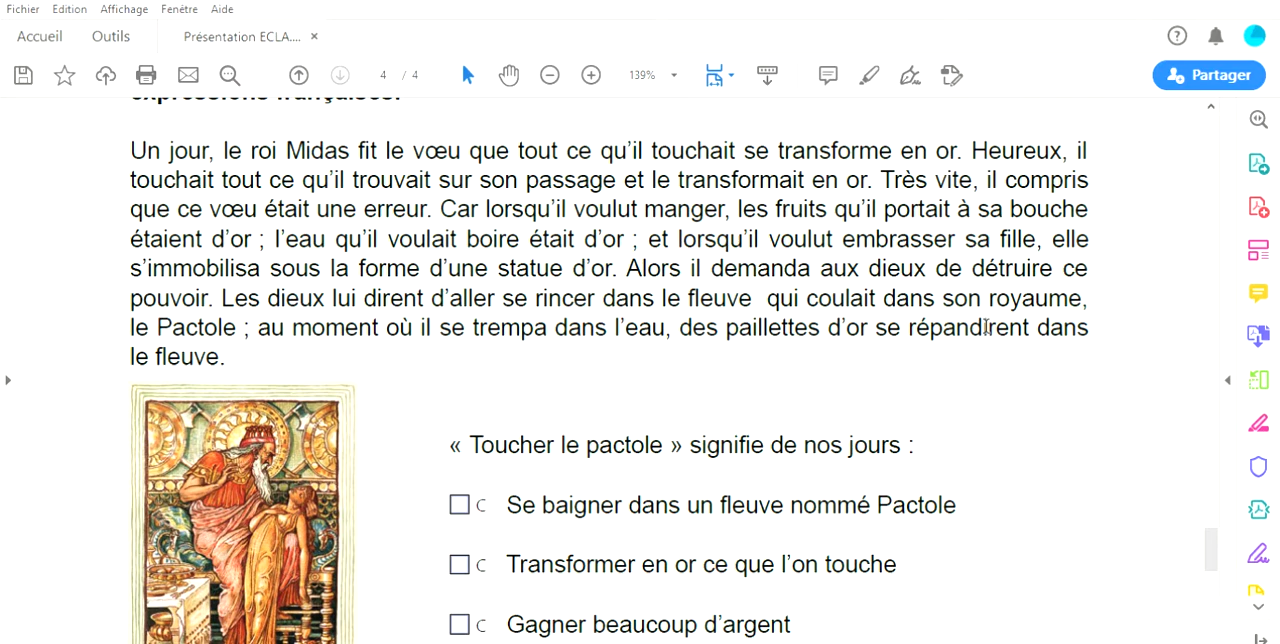 Fichier Edition Affichage Fenêtre Aide
Accueil Outils Présentation ECLA.... ×
4 / 4 139% Partager
expressions françaises.
Un jour, le roi Midas fit le vœu que tout ce qu'il touchait se transforme en or. Heureux, il
touchait tout ce qu'il trouvait sur son passage et le transformait en or. Très vite, il compris
que ce vœu était une erreur. Car lorsqu'il voulut manger, les fruits qu'il portait à sa bouche
étaient d'or ; l'eau qu'il voulait boire était d'or ; et lorsqu'il voulut embrasser sa fille, elle
s'immobilisa sous la forme d'une statue d'or. Alors il demanda aux dieux de détruire ce
pouvoir. Les dieux lui dirent d'aller se rincer dans le fleuve qui coulait dans son royaume,
le Pactole ; au moment où il se trempa dans l'eau, des paillettes d'or se répandirent dans
le fleuve.
« Toucher le pactole » signifie de nos jours :
C Se baigner dans un fleuve nommé Pactole
C Transformer en or ce que l'on touche
C Gagner beaucoup d'argent